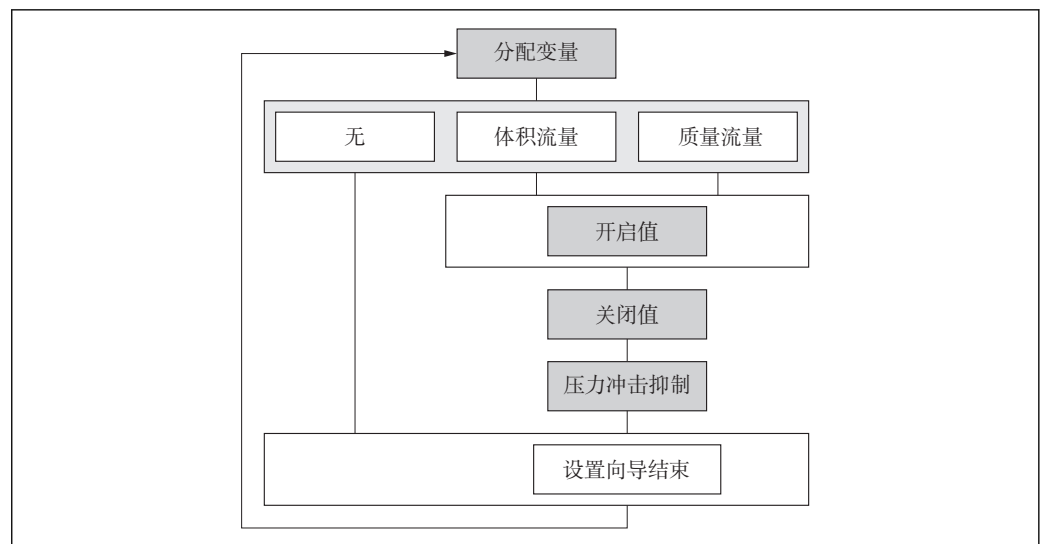 分配变量
无
体积流量
质量流量
开启值
关闭值
压力冲击抑制
设置向导结束